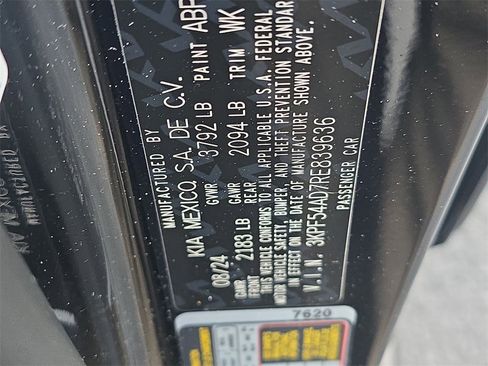 MANUFACTURED BY
KIA MEXICO, S.A. DE C.V.
08/24 GVWR 3792 LB PAINT ABP
GAWR FRONT 2183 LB GAWR REAR 2094 LB TRIM WK
THIS VEHICLE CONFORMS TO ALL APPLICABLE U.S.A. FEDERAL
MOTOR VEHICLE SAFETY, BUMPER, AND THEFT PREVENTION STANDAR
IN EFFECT ON THE DATE OF MANUFACTURE SHOWN ABOVE.
V.I.N. 3KPF54AD7RE839636
PASSENGER CAR
7620